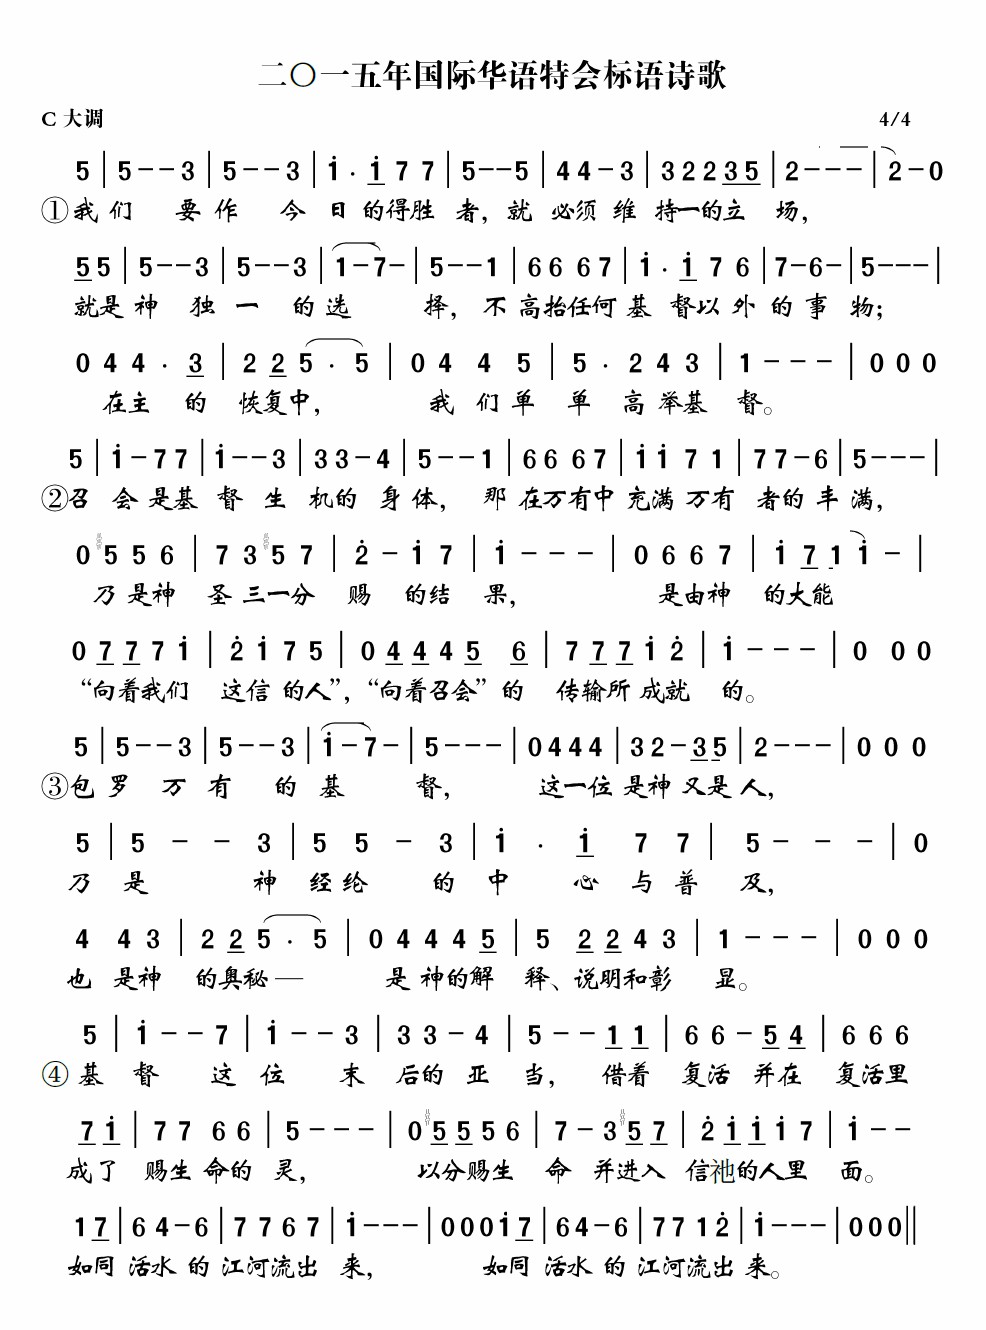 二〇一五年国际华语特会标语诗歌
C 大调 4/4
5 | 5 - - 3 | 5 - - 3 | i . i 7 7 | 5 - - 5 | 4 4 - 3 | 3 2 2 3 5 | 2 - - - | 2 - 0
①我们 要作 今日的得胜者，就必须维持一的立场，
5 5 | 5 - - 3 | 5 - - 3 | 1 - 7 - | 5 - - 1 | 6 6 6 7 | i . i 7 6 | 7 - 6 - | 5 - - - |
就是神 独一 的选择，不高抬任何基督以外的事物；
0 4 4 . 3 | 2 2 5 . 5 | 0 4 4 5 | 5 . 2 4 3 | 1 - - - | 0 0 0
在主 的 恢复中， 我们单单高举基督。
5 | i - 7 7 | i - - 3 | 3 3 - 4 | 5 - - 1 | 6 6 6 7 | i i 7 1 | 7 7 - 6 | 5 - - - |
②召会是基督生机的身体，那在万有中充满万有者的丰满，
0 5 5 6 | 7 3 5 7 | 2̇ - i 7 | i - - - | 0 6 6 7 | i 7 1 i - |
乃是神圣三一分赐的结果， 是由神的大能
0 7 7 7 i | 2̇ i 7 5 | 0 4 4 4 5 6 | 7 7 7 i 2̇ | i - - - | 0 0 0
“向着我们 这信的人”，“向着召会”的 传输所成就 的。
5 | 5 - - 3 | 5 - - 3 | i - 7 - | 5 - - - | 0 4 4 4 | 3 2 - 3 5 | 2 - - - | 0 0 0
③包罗万有的基督， 这一位是神又是人，
5 | 5 - - 3 | 5 5 - 3 | i . i 7 7 | 5 - - | 0
乃是 神经纶 的中心与普及，
4 4 3 | 2 2 5 . 5 | 0 4 4 4 5 | 5 2 2 4 3 | 1 - - - | 0 0 0
也是神 的奥秘— 是神的解释、说明和彰显。
5 | i - - 7 | i - - 3 | 3 3 - 4 | 5 - - 1 1 | 6 6 - 5 4 | 6 6 6
④基督 这位末后的亚当，借着复活并在复活里
7 i | 7 7 6 6 | 5 - - - | 0 5 5 5 6 | 7 - 3 5 7 | 2̇ i i i 7 | i - -
成了赐生命的灵， 以分赐生命并进入信祂的人里面。
1 7 | 6 4 - 6 | 7 7 6 7 | i - - - | 0 0 0 i 7 | 6 4 - 6 | 7 7 1 2̇ | i - - - | 0 0 0 ||
如同活水的江河流出来， 如同活水的江河流出来。